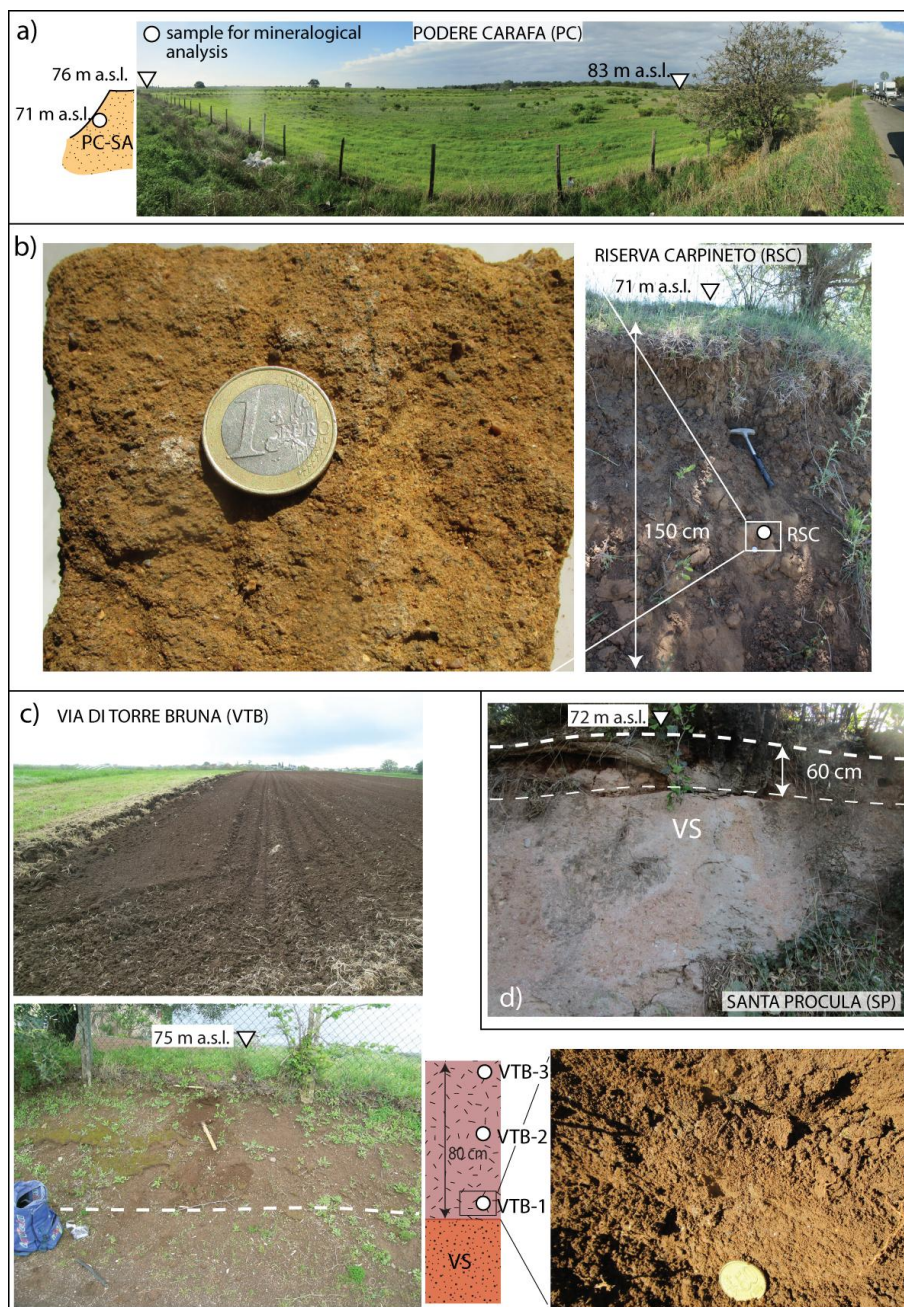 a)
sample for mineralogical
analysis
PODERE CARAFA (PC)
76 m a.s.l.
83 m a.s.l.
71 m a.s.l.
PC-SA
b)
RISERVA CARPINETO (RSC)
71 m a.s.l.
1
EURO
150 cm
RSC
c)
VIA DI TORRE BRUNA (VTB)
72 m a.s.l.
60 cm
VS
d)
SANTA PROCULA (SP)
75 m a.s.l.
VTB-3
VTB-2
80 cm
VTB-1
VS